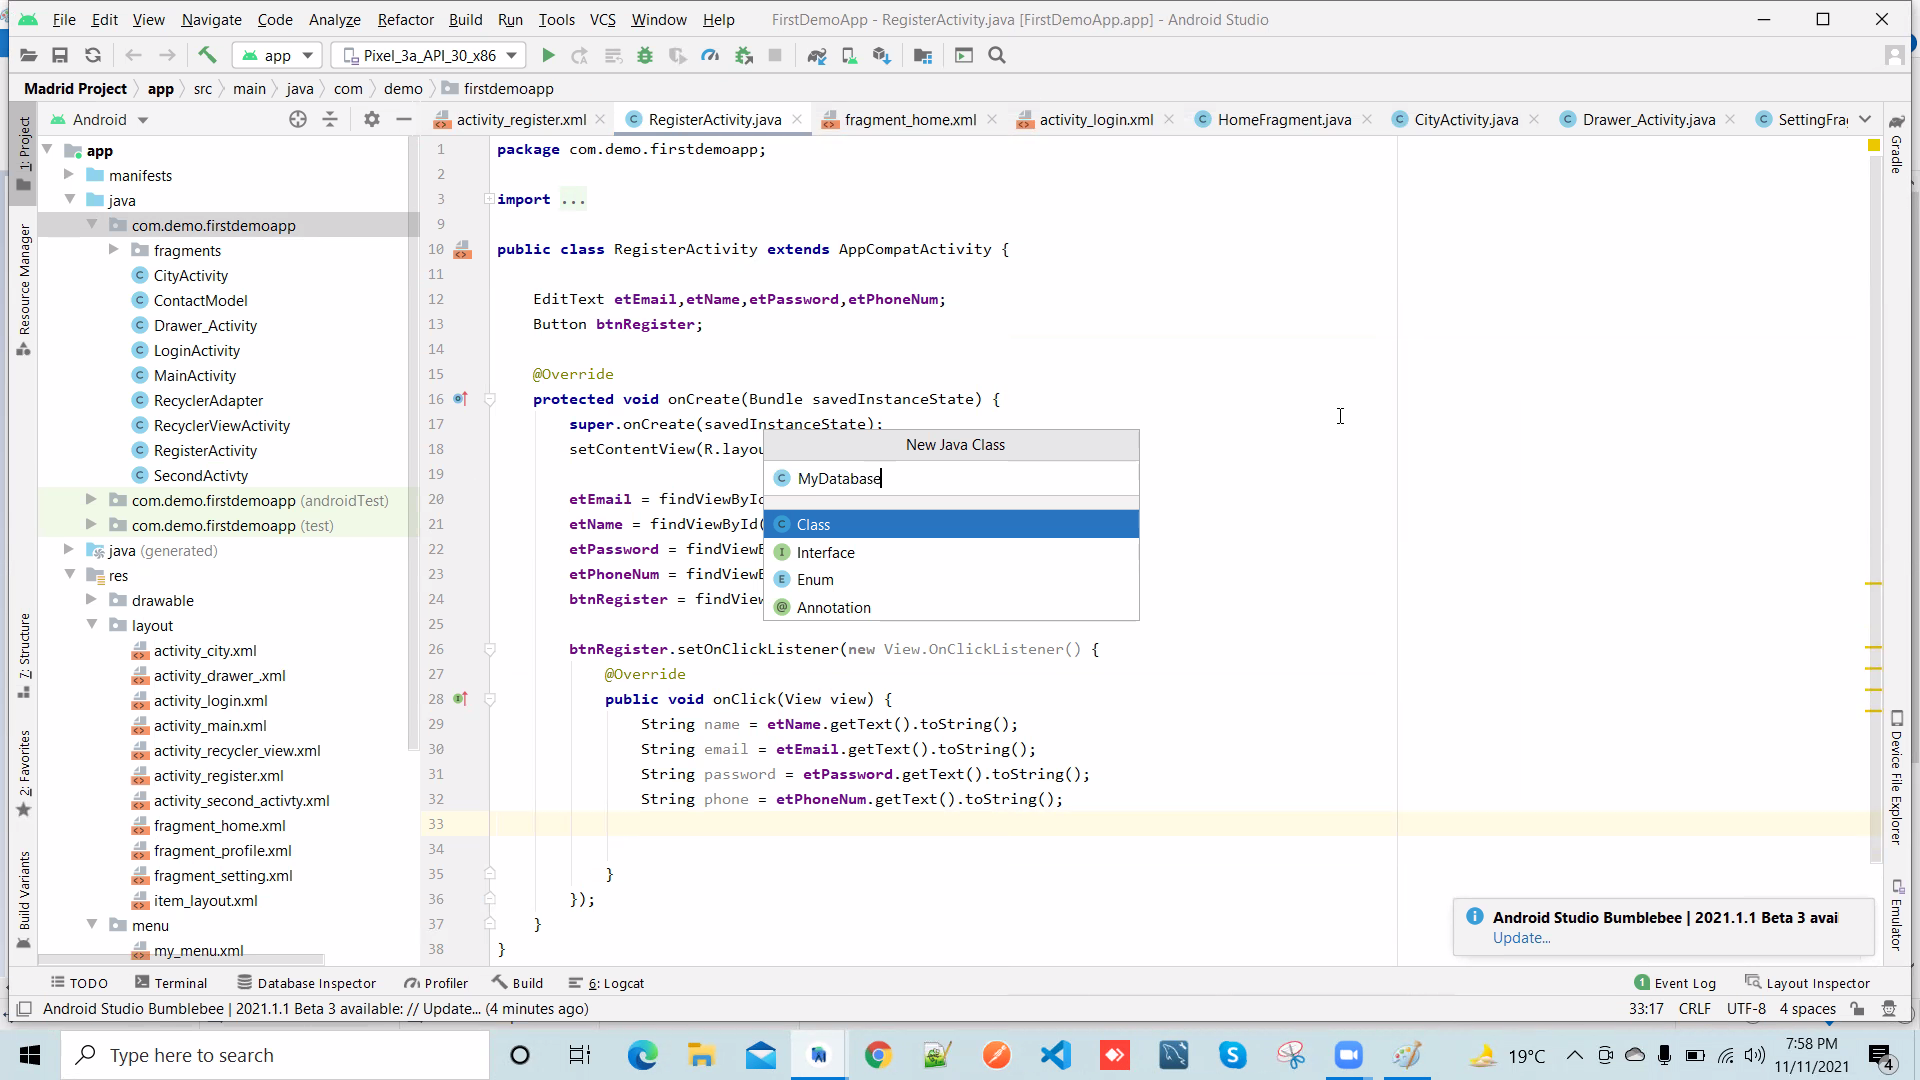 File Edit View Navigate Code Analyze Refactor Build Run Tools VCS Window Help FirstDemoApp - RegisterActivity.java [FirstDemoApp.app] - Android Studio
app Pixel_3a_API_30_x86
Madrid Project app src main java com demo firstdemoapp
Android activity_register.xml RegisterActivity.java fragment_home.xml activity_login.xml HomeFragment.java CityActivity.java Drawer_Activity.java SettingFra
1: Project
Resource Manager
7: Structure
2: Favorites
Build Variants
app
manifests
java
com.demo.firstdemoapp
fragments
CityActivity
ContactModel
Drawer_Activity
LoginActivity
MainActivity
RecyclerAdapter
RecyclerViewActivity
RegisterActivity
SecondActivty
com.demo.firstdemoapp (androidTest)
com.demo.firstdemoapp (test)
java (generated)
res
drawable
layout
activity_city.xml
activity_drawer_.xml
activity_login.xml
activity_main.xml
activity_recycler_view.xml
activity_register.xml
activity_second_activty.xml
fragment_home.xml
fragment_profile.xml
fragment_setting.xml
item_layout.xml
menu
my_menu.xml
1 package com.demo.firstdemoapp;
2
3 import ...
9
10 public class RegisterActivity extends AppCompatActivity {
11
12 EditText etEmail,etName,etPassword,etPhoneNum;
13 Button btnRegister;
14
15 @Override
16 protected void onCreate(Bundle savedInstanceState) {
17 super.onCreate(savedInstanceState);
18 setContentView(R.layou
19
20 etEmail = findViewById
21 etName = findViewById(
22 etPassword = findViewB
23 etPhoneNum = findViewB
24 btnRegister = findView
25
26 btnRegister.setOnClickListener(new View.OnClickListener() {
27 @Override
28 public void onClick(View view) {
29 String name = etName.getText().toString();
30 String email = etEmail.getText().toString();
31 String password = etPassword.getText().toString();
32 String phone = etPhoneNum.getText().toString();
33
34
35 }
36 });
37 }
38 }
New Java Class
MyDatabase
Class
Interface
Enum
Annotation
Gradle
Device File Explorer
Emulator
Android Studio Bumblebee | 2021.1.1 Beta 3 avai
Update...
TODO Terminal Database Inspector Profiler Build 6: Logcat 1 Event Log Layout Inspector
Android Studio Bumblebee | 2021.1.1 Beta 3 available: // Update... (4 minutes ago) 33:17 CRLF UTF-8 4 spaces
Type here to search 19°C 7:58 PM
11/11/2021 4